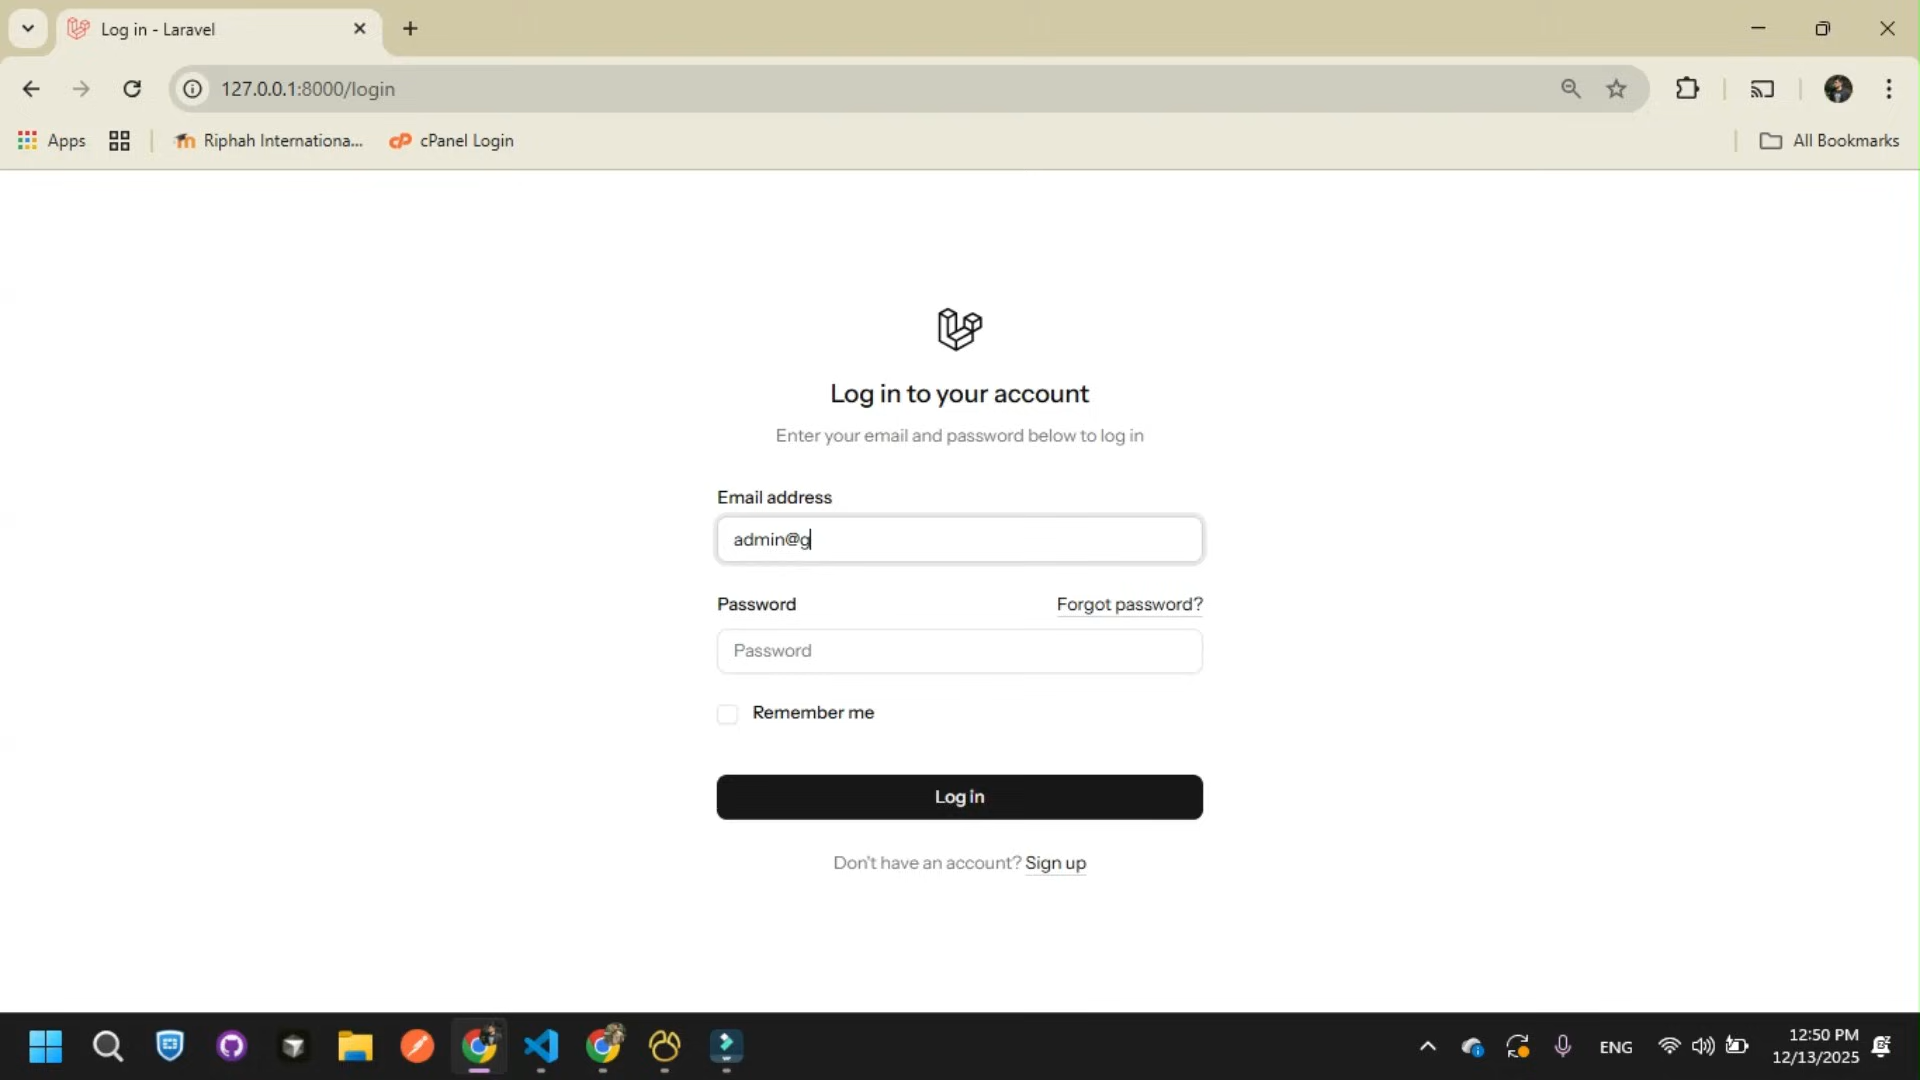 Log in - Laravel
127.0.0.1:8000/login
Apps
Riphah Internationa...
cPanel Login
All Bookmarks
Log in to your account
Enter your email and password below to log in
Email address
admin@g
Password
Forgot password?
Password
Remember me
Log in
Don't have an account? Sign up
ENG
12:50 PM
12/13/2025